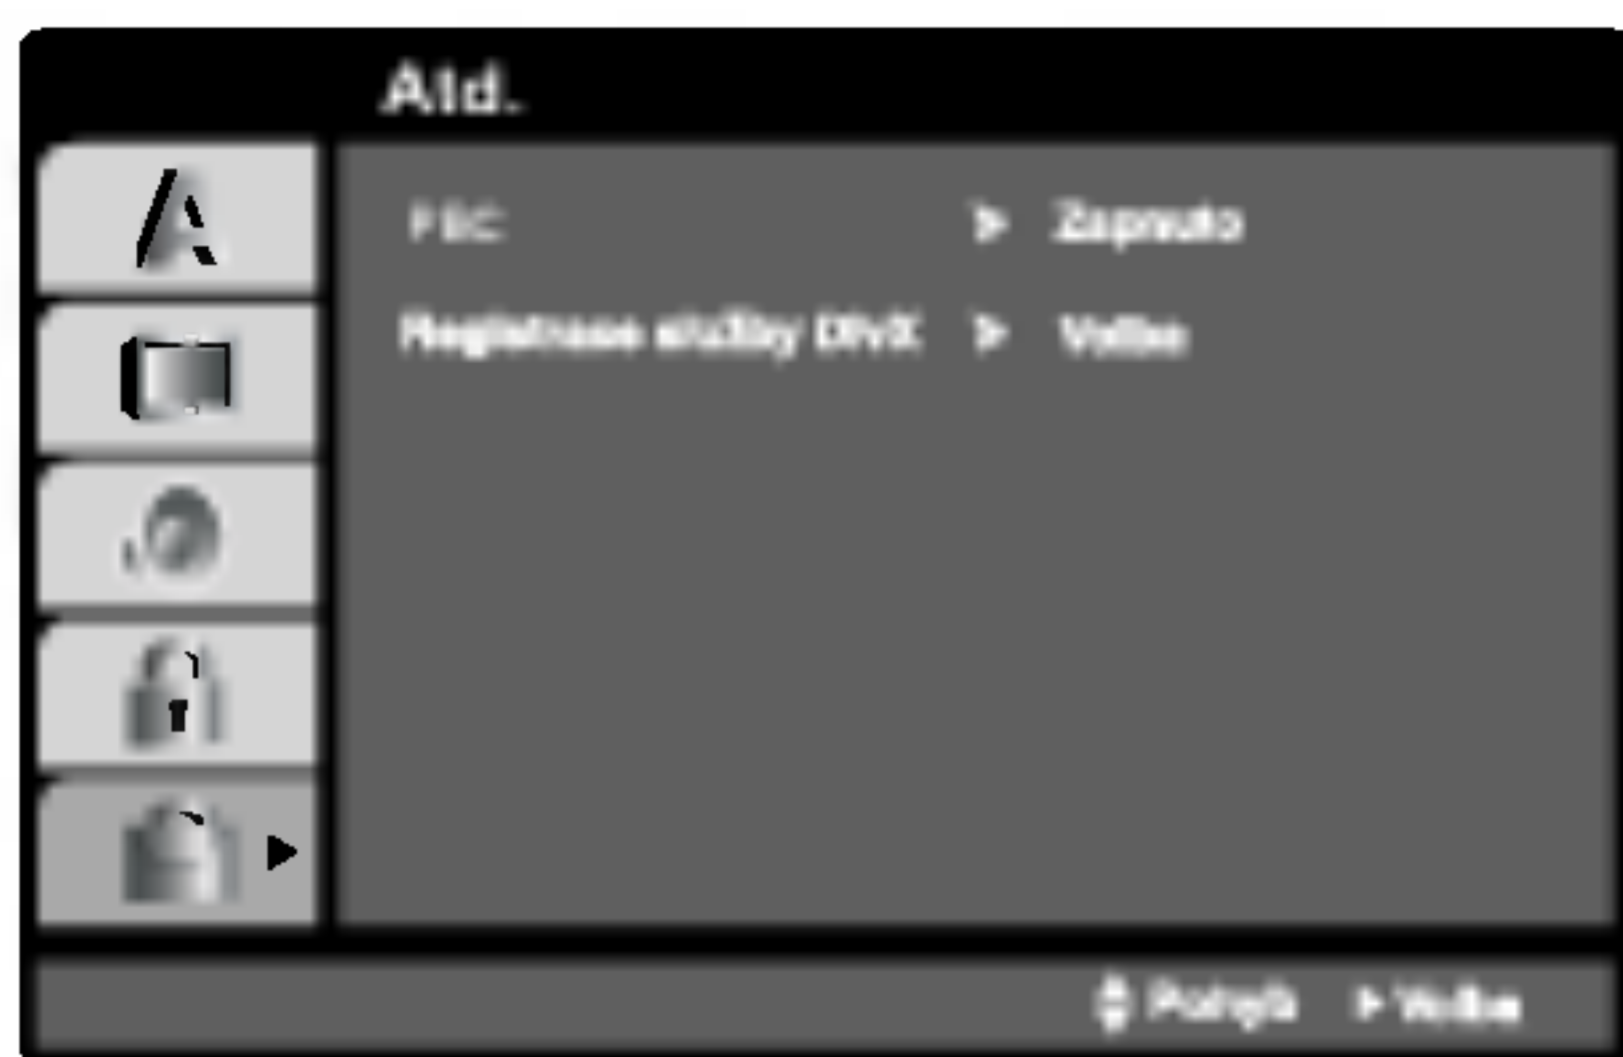 Atd.
PBC Zapnuto
Registrace služby DivX Volba
Pohyb Volba